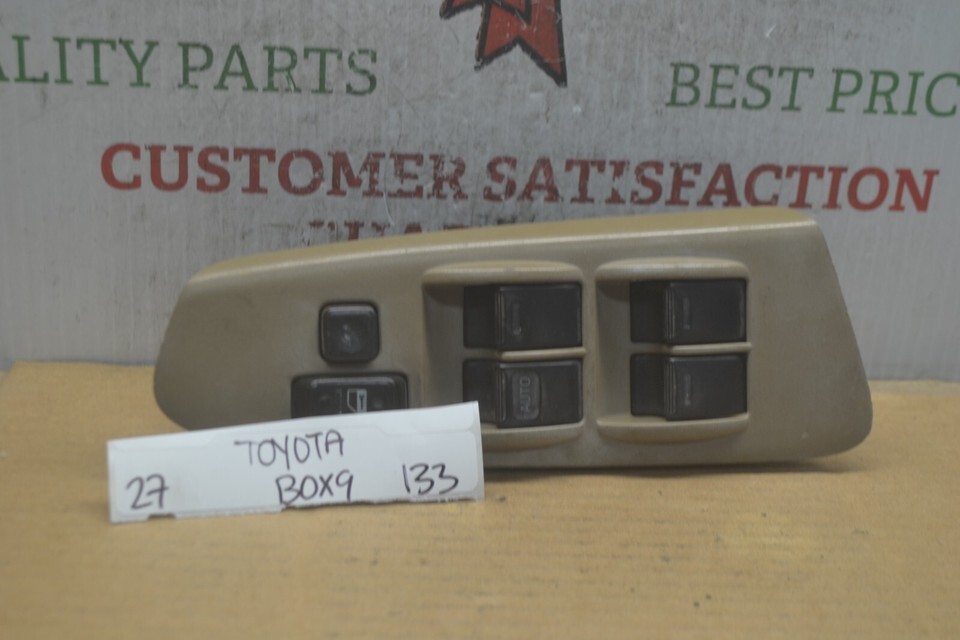 ALITY PARTS
BEST PRIC
CUSTOMER SATISFACTION
AUTO
TOYOTA
27 BOX9 133